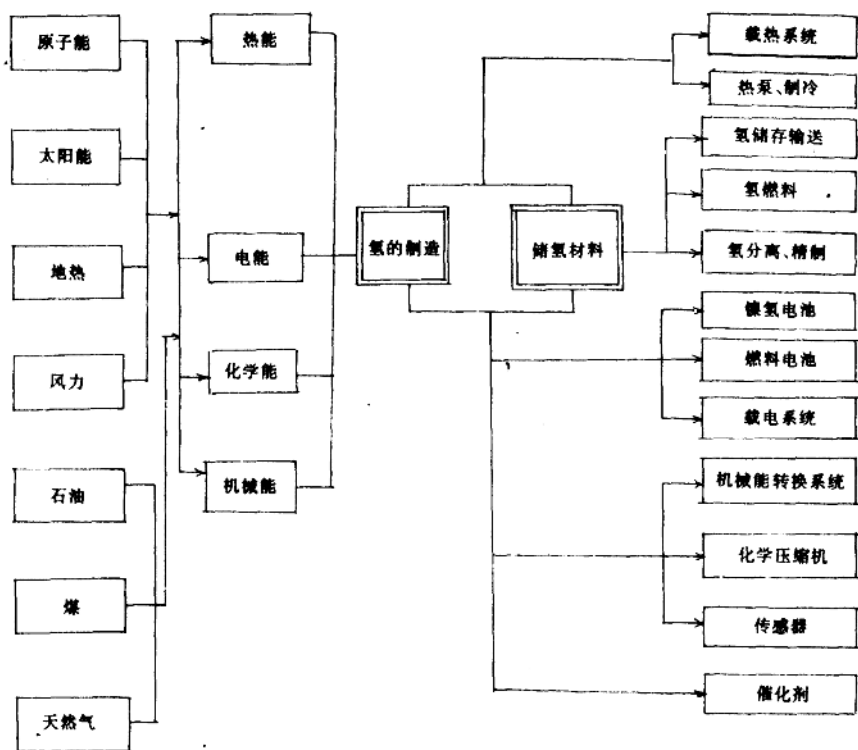 原子能
太阳能
地热
风力
石油
煤
天然气
热能
电能
化学能
机械能
氢的制造
储氢材料
载热系统
热泵、制冷
氢储存输送
氢燃料
氢分离、精制
镍氢电池
燃料电池
载电系统
机械能转换系统
化学压缩机
传感器
催化剂